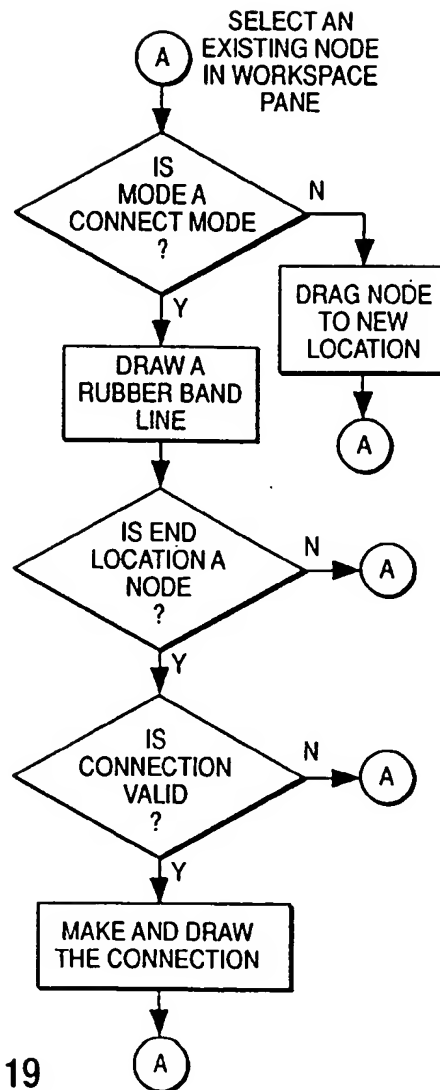 SELECT AN
A
EXISTING NODE
IN WORKSPACE
PANE
IS
MODE A
CONNECT MODE
?
N
Y
DRAG NODE
TO NEW
LOCATION
A
DRAW A
RUBBER BAND
LINE
IS END
LOCATION A
NODE
?
N
A
Y
IS
CONNECTION
VALID
?
N
A
Y
MAKE AND DRAW
THE CONNECTION
A
19